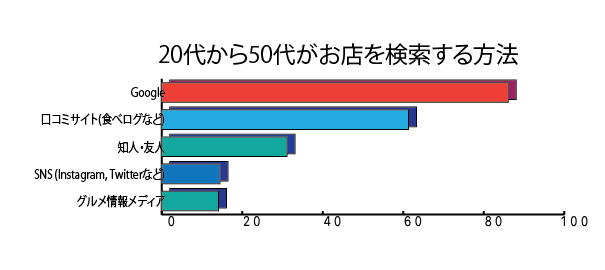 20代から50代がお店を検索する方法
Google
口コミサイト(食べログなど)
知人・友人
SNS (Instagram, Twitterなど)
グルメ情報メディア
0 20 40 60 80 100